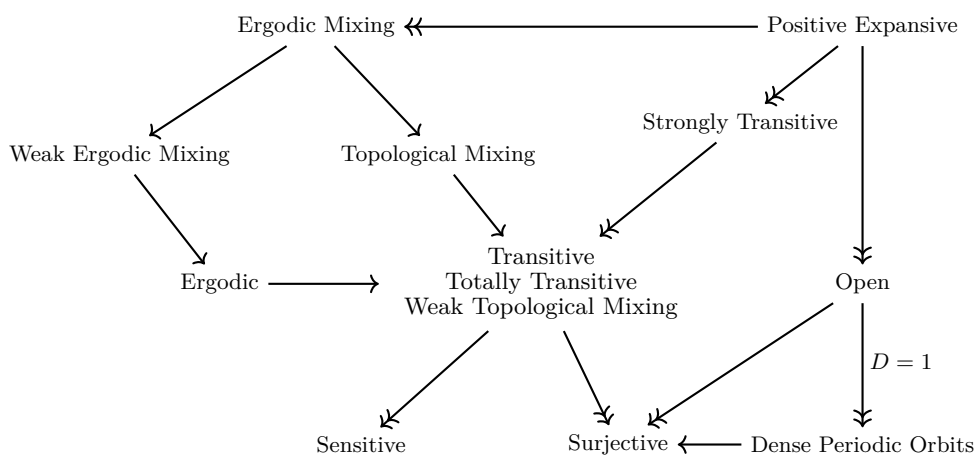 Ergodic Mixing
Positive Expansive
Strongly Transitive
Weak Ergodic Mixing
Topological Mixing
Transitive
Totally Transitive
Weak Topological Mixing
Ergodic
Open
D = 1
Sensitive
Surjective
Dense Periodic Orbits